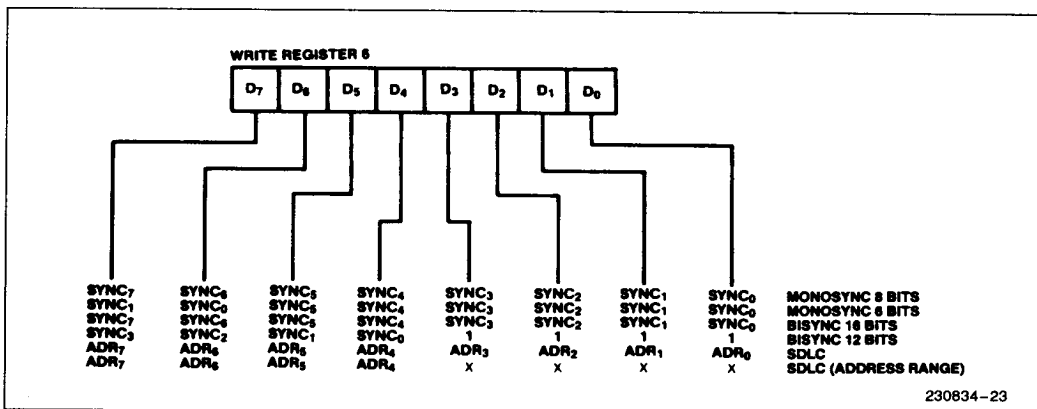 WRITE REGISTER 6
D7 D6 D5 D4 D3 D2 D1 D0
SYNC7 SYNC6 SYNC5 SYNC4 SYNC3 SYNC2 SYNC1 SYNC0 MONOSYNC 8 BITS
SYNC1 SYNC0 SYNC5 SYNC4 SYNC3 SYNC2 SYNC1 SYNC0 MONOSYNC 6 BITS
SYNC7 SYNC6 SYNC5 SYNC4 SYNC3 SYNC2 SYNC1 SYNC0 BISYNC 16 BITS
SYNC3 SYNC2 SYNC1 SYNC0 1 1 1 1 BISYNC 12 BITS
ADR7 ADR6 ADR5 ADR4 ADR3 ADR2 ADR1 ADR0 SDLC
ADR7 ADR6 ADR5 ADR4 X X X X SDLC (ADDRESS RANGE)
230834–23